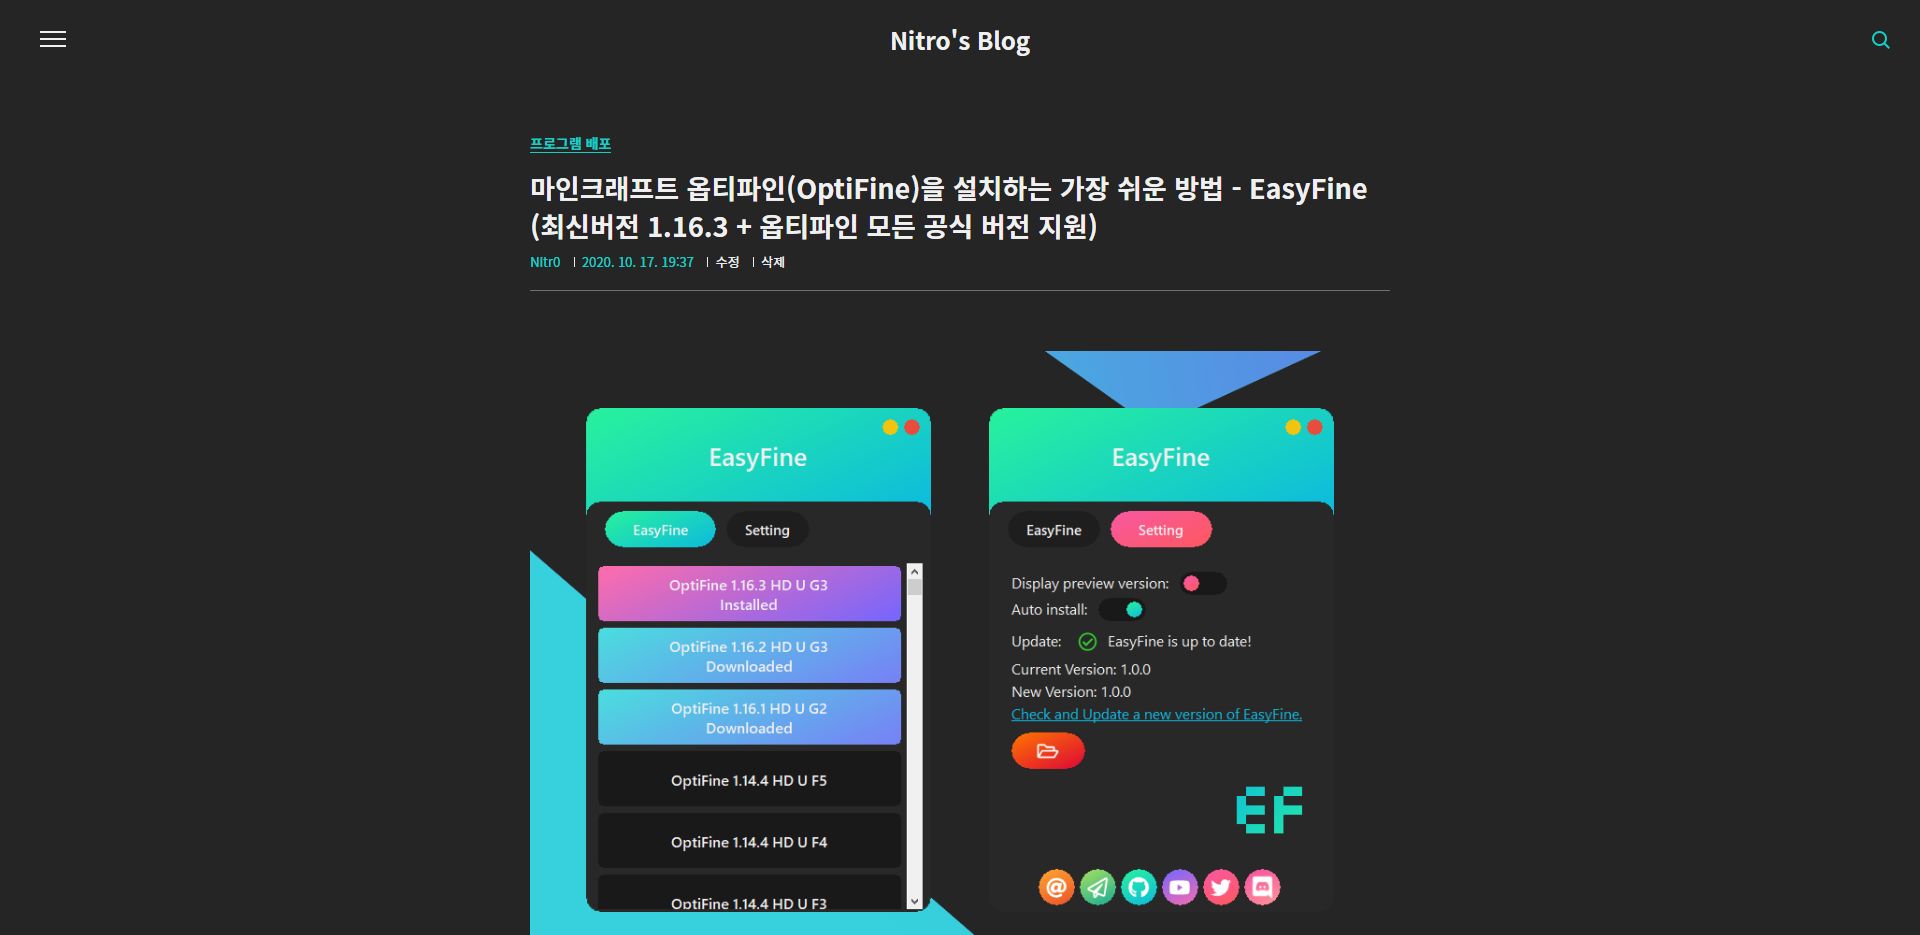 Nitro's Blog
프로그램 배포
마인크래프트 옵티파인(OptiFine)을 설치하는 가장 쉬운 방법 - EasyFine
(최신버전 1.16.3 + 옵티파인 모든 공식 버전 지원)
Nitr0 2020. 10. 17. 19:37 수정 삭제
EasyFine
EasyFine Setting
OptiFine 1.16.3 HD U G3
Installed
OptiFine 1.16.2 HD U G3
Downloaded
OptiFine 1.16.1 HD U G2
Downloaded
OptiFine 1.14.4 HD U F5
OptiFine 1.14.4 HD U F4
OptiFine 1.14.4 HD U F3
EasyFine
EasyFine Setting
Display preview version:
Auto install:
Update: EasyFine is up to date!
Current Version: 1.0.0
New Version: 1.0.0
Check and Update a new version of EasyFine.
EF